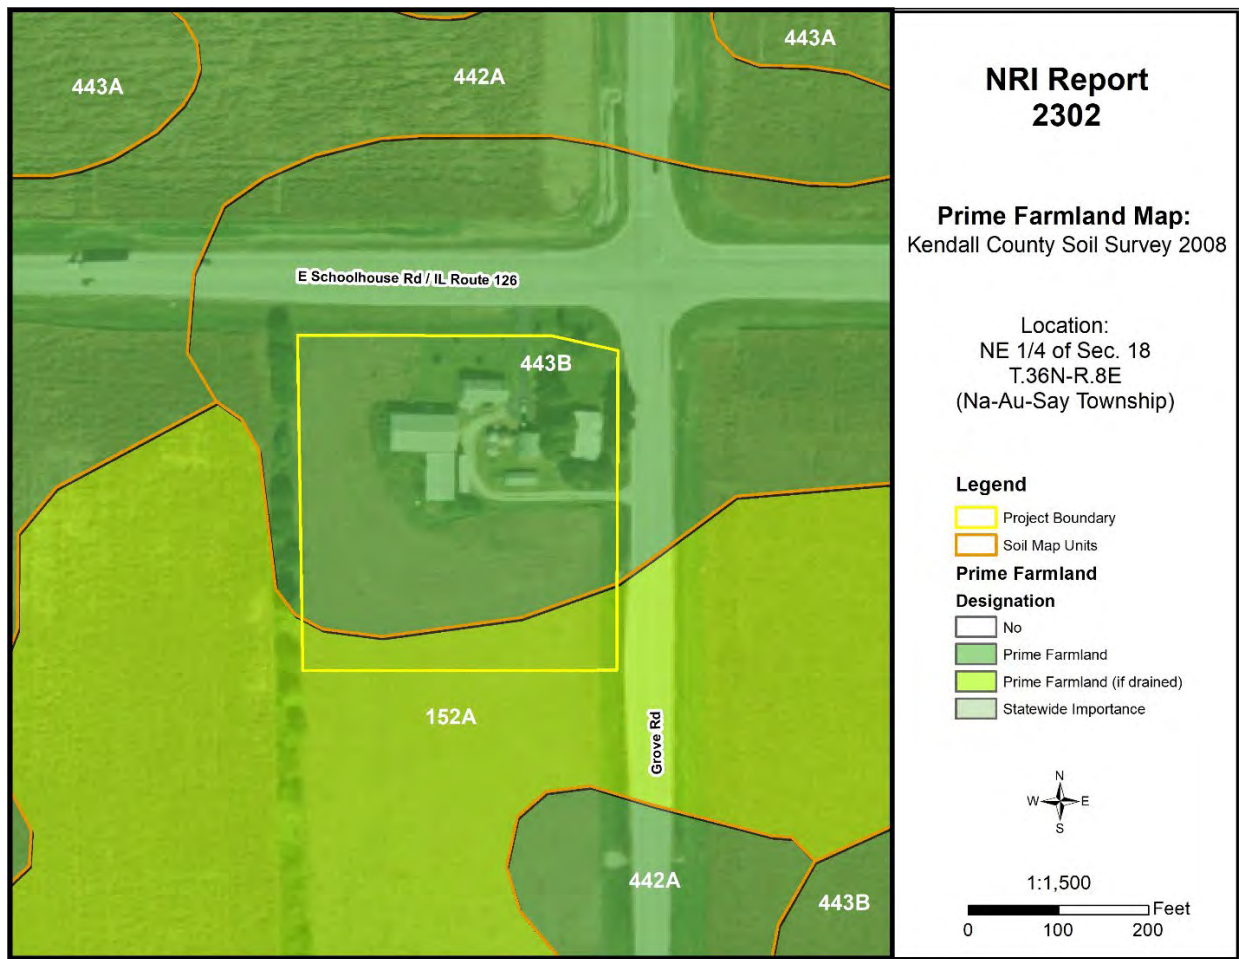 443A
442A
443A
E Schoolhouse Rd / IL Route 126
443B
152A
Grove Rd
442A
443B
NRI Report
2302
Prime Farmland Map:
Kendall County Soil Survey 2008
Location:
NE 1/4 of Sec. 18
T.36N-R.8E
(Na-Au-Say Township)
Legend
Project Boundary
Soil Map Units
Prime Farmland
Designation
No
Prime Farmland
Prime Farmland (if drained)
Statewide Importance
N
W E
S
1:1,500
Feet
0 100 200